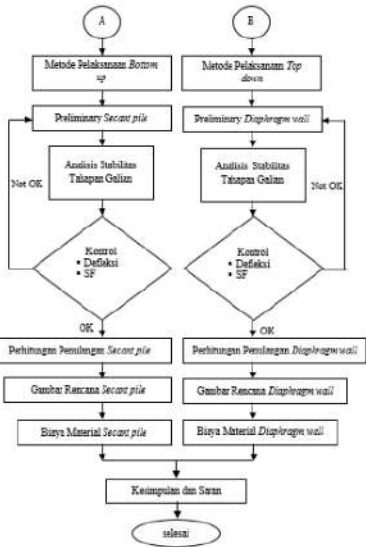 A
B
Metode Pelaksanaan Bottom
up
Metode Pelaksanaan Top
down
Preliminary Secant pile
Preliminary Diaphragm wall
Analisis Stabilitas
Tahapan Galian
Analisis Stabilitas
Tahapan Galian
Not OK
Not OK
Kontrol
• Defleksi
• SF
Kontrol
• Defleksi
• SF
OK
OK
Perhitungan Penulangan Secant pile
Perhitungan Penulangan Diaphragm wall
Gambar Rencana Secant pile
Gambar Rencana Diaphragm wall
Biaya Material Secant pile
Biaya Material Diaphragm wall
Kesimpulan dan Saran
selesai